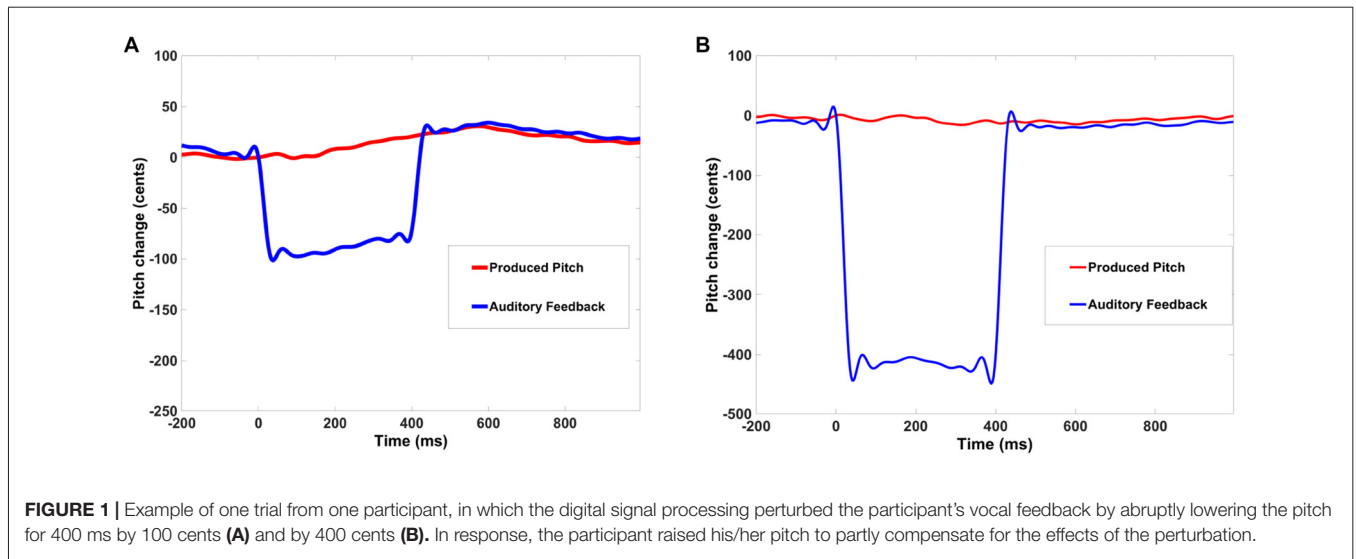 A
100
50
0
-50
-100
-150
-200
-250
Pitch change (cents)
Produced Pitch
Auditory Feedback
-200 0 200 400 600 800
Time (ms)
B
100
0
-100
-200
-300
-400
-500
Pitch change (cents)
Produced Pitch
Auditory Feedback
-200 0 200 400 600 800
Time (ms)
FIGURE 1 | Example of one trial from one participant, in which the digital signal processing perturbed the participant's vocal feedback by abruptly lowering the pitch
for 400 ms by 100 cents (A) and by 400 cents (B). In response, the participant raised his/her pitch to partly compensate for the effects of the perturbation.